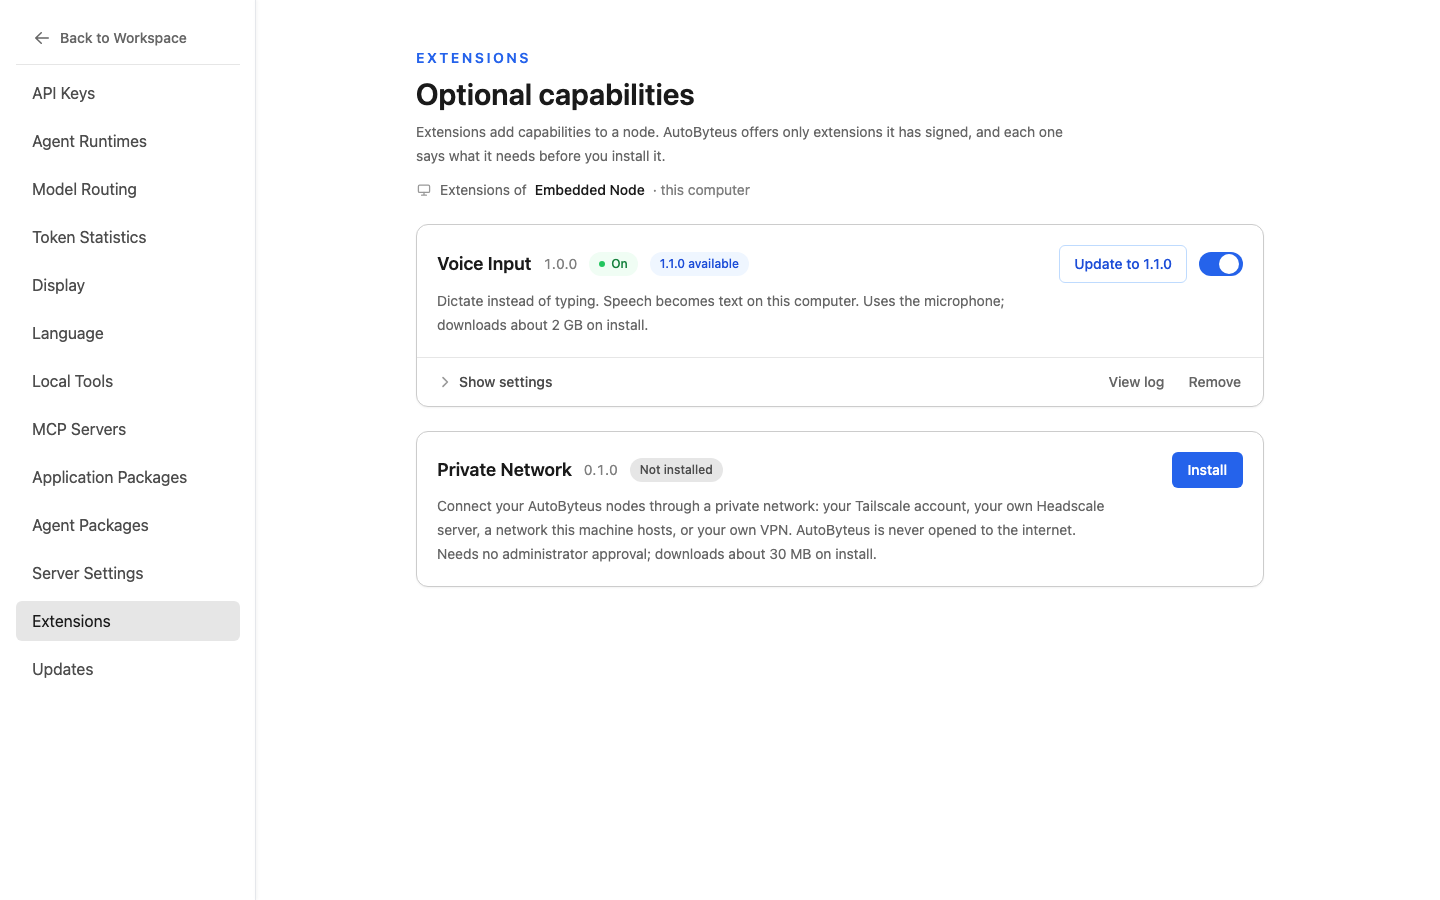 Back to Workspace
API Keys
Agent Runtimes
Model Routing
Token Statistics
Display
Language
Local Tools
MCP Servers
Application Packages
Agent Packages
Server Settings
Extensions
Updates
EXTENSIONS
Optional capabilities
Extensions add capabilities to a node. AutoByteus offers only extensions it has signed, and each one
says what it needs before you install it.
Extensions of Embedded Node · this computer
Voice Input 1.0.0 On 1.1.0 available Update to 1.1.0
Dictate instead of typing. Speech becomes text on this computer. Uses the microphone;
downloads about 2 GB on install.
Show settings View log Remove
Private Network 0.1.0 Not installed Install
Connect your AutoByteus nodes through a private network: your Tailscale account, your own Headscale
server, a network this machine hosts, or your own VPN. AutoByteus is never opened to the internet.
Needs no administrator approval; downloads about 30 MB on install.